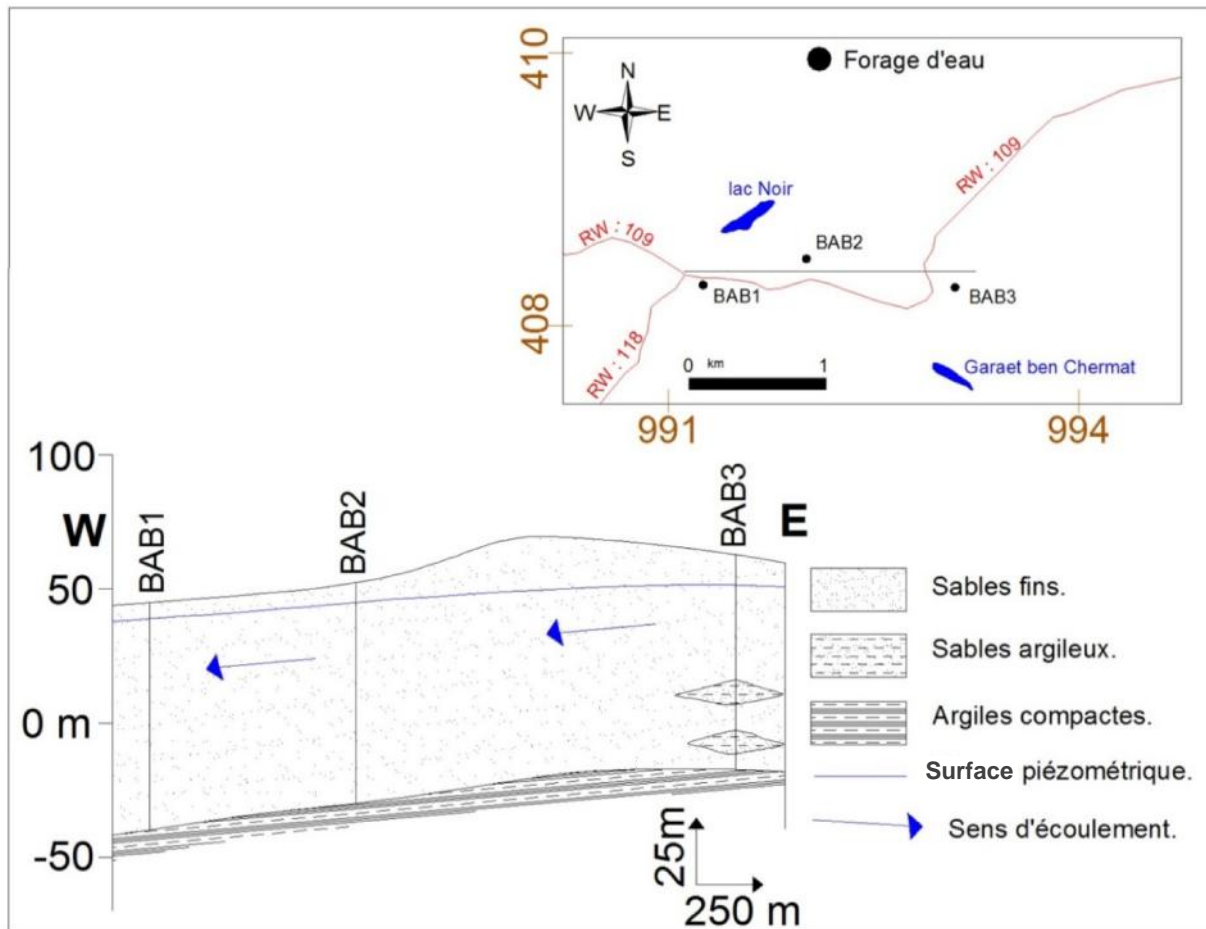 410
Forage d'eau
N
W E
S
RW : 109
lac Noir
RW : 109
BAB2
BAB1
BAB3
408
RW : 118
0 km 1
Garaet ben Chermat
991
994
100
W
BAB1
BAB2
BAB3
E
50
Sables fins.
Sables argileux.
0 m
Argiles compactes.
Surface piézométrique.
Sens d'écoulement.
-50
25m
250 m